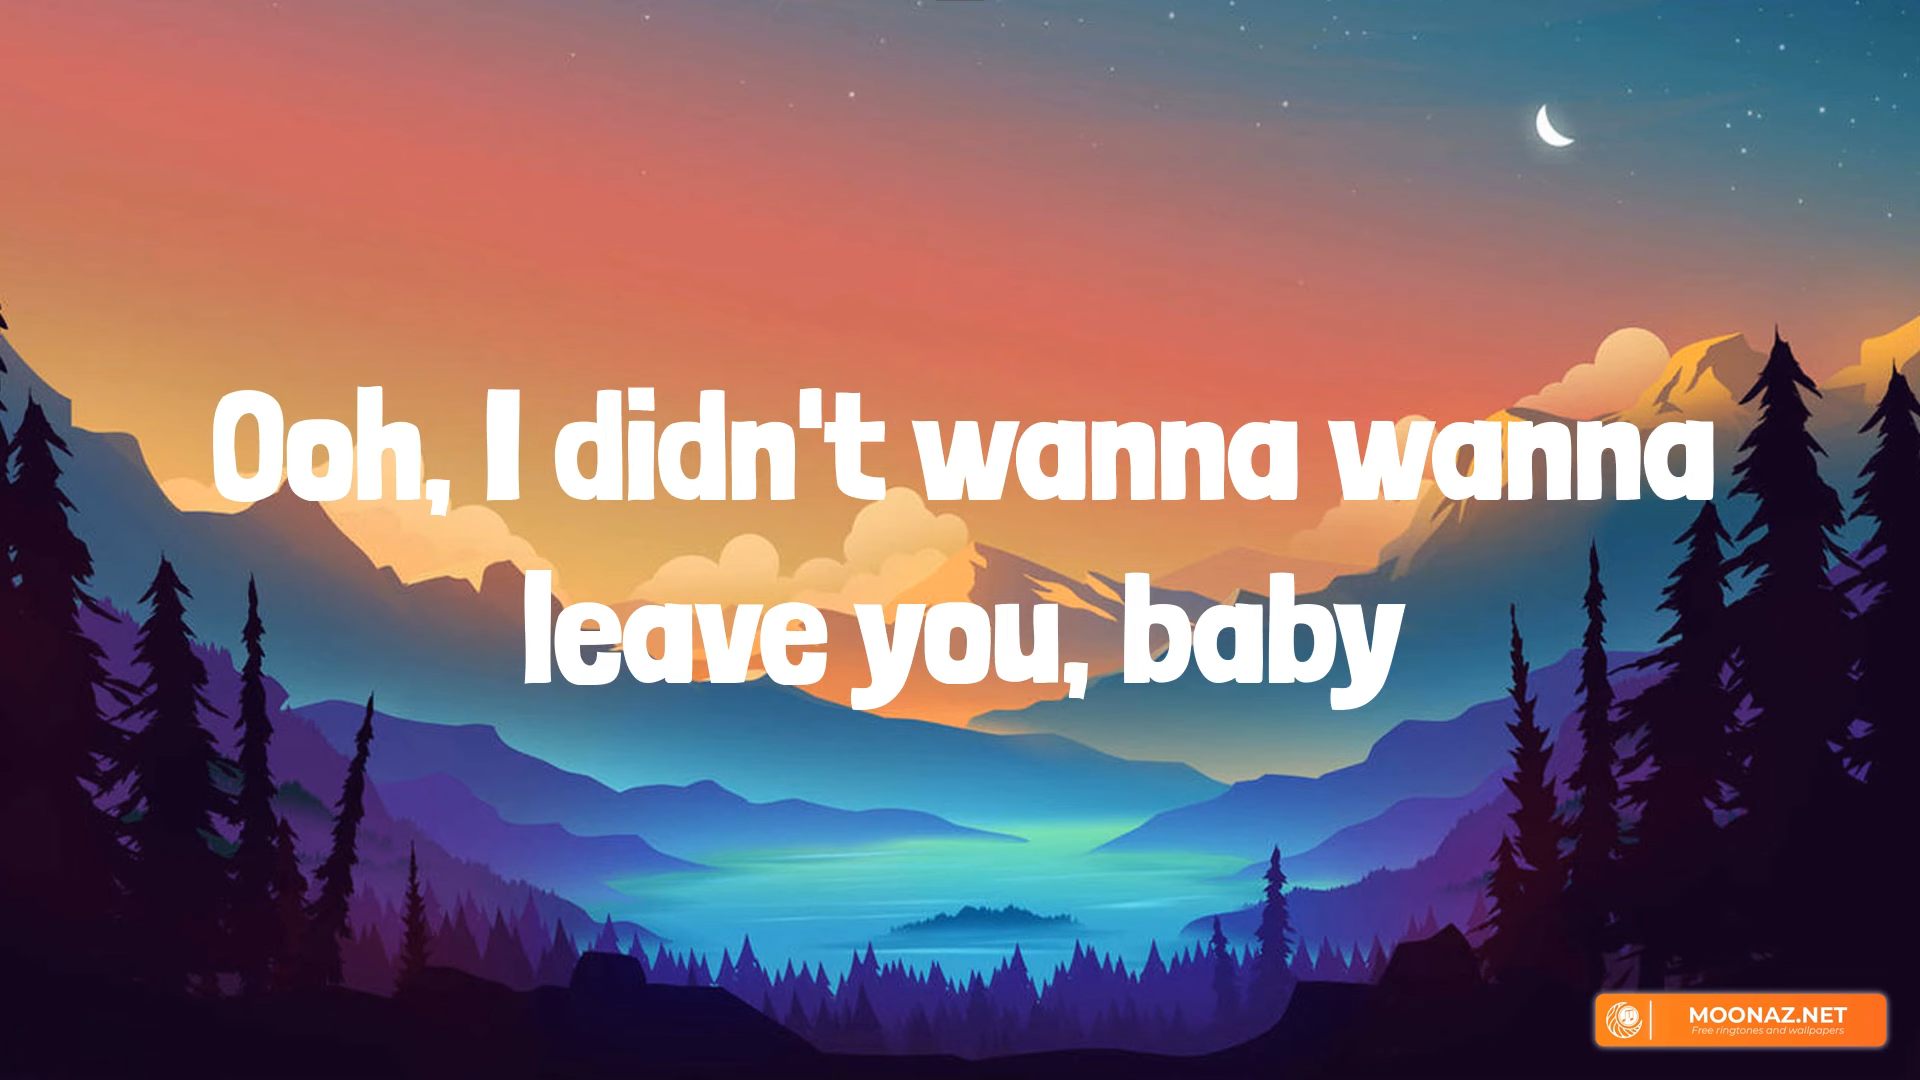 Ooh, I didn't wanna wanna
leave you, baby
MOONAZ.NET
Free ringtones and wallpapers